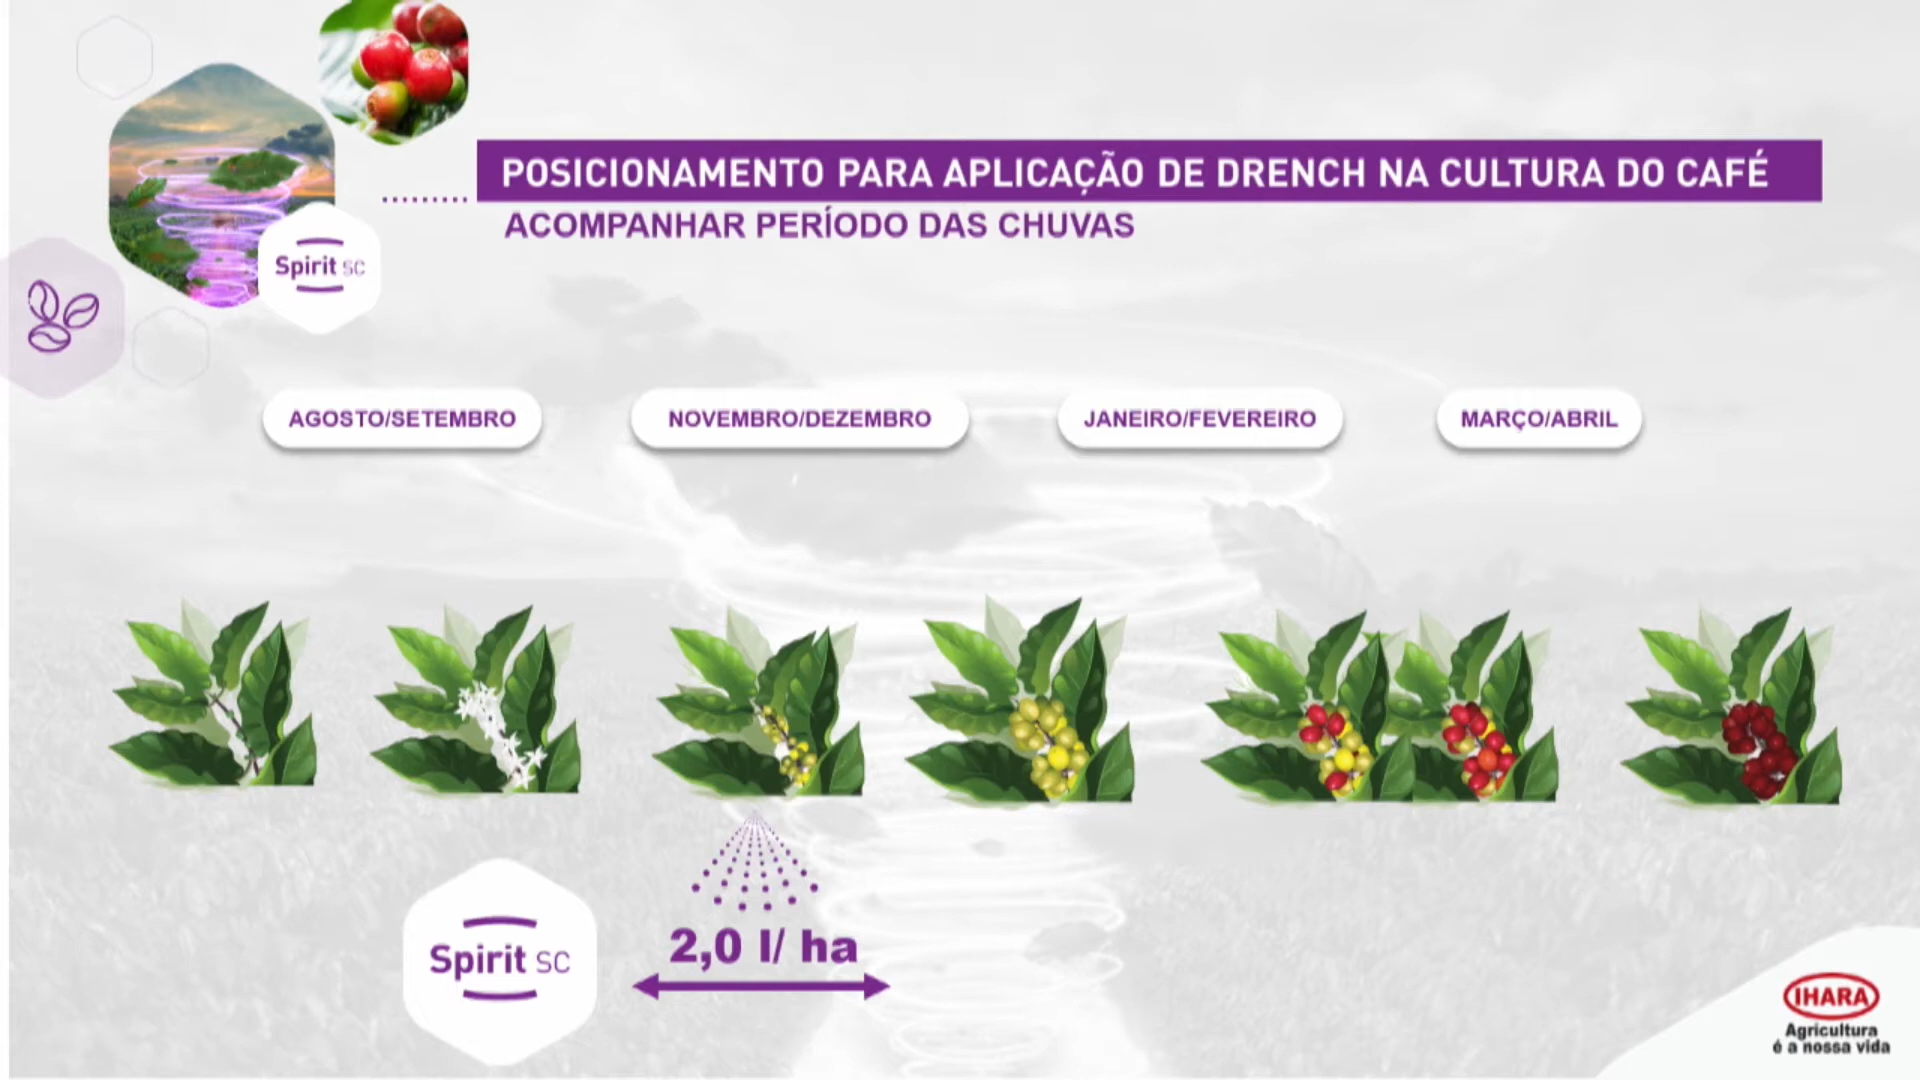 POSICIONAMENTO PARA APLICAÇÃO DE DRENCH NA CULTURA DO CAFÉ
ACOMPANHAR PERÍODO DAS CHUVAS
Spirit SC
AGOSTO/SETEMBRO
NOVEMBRO/DEZEMBRO
JANEIRO/FEVEREIRO
MARÇO/ABRIL
Spirit SC
2,0 l/ ha
IHARA
Agricultura
é a nossa vida